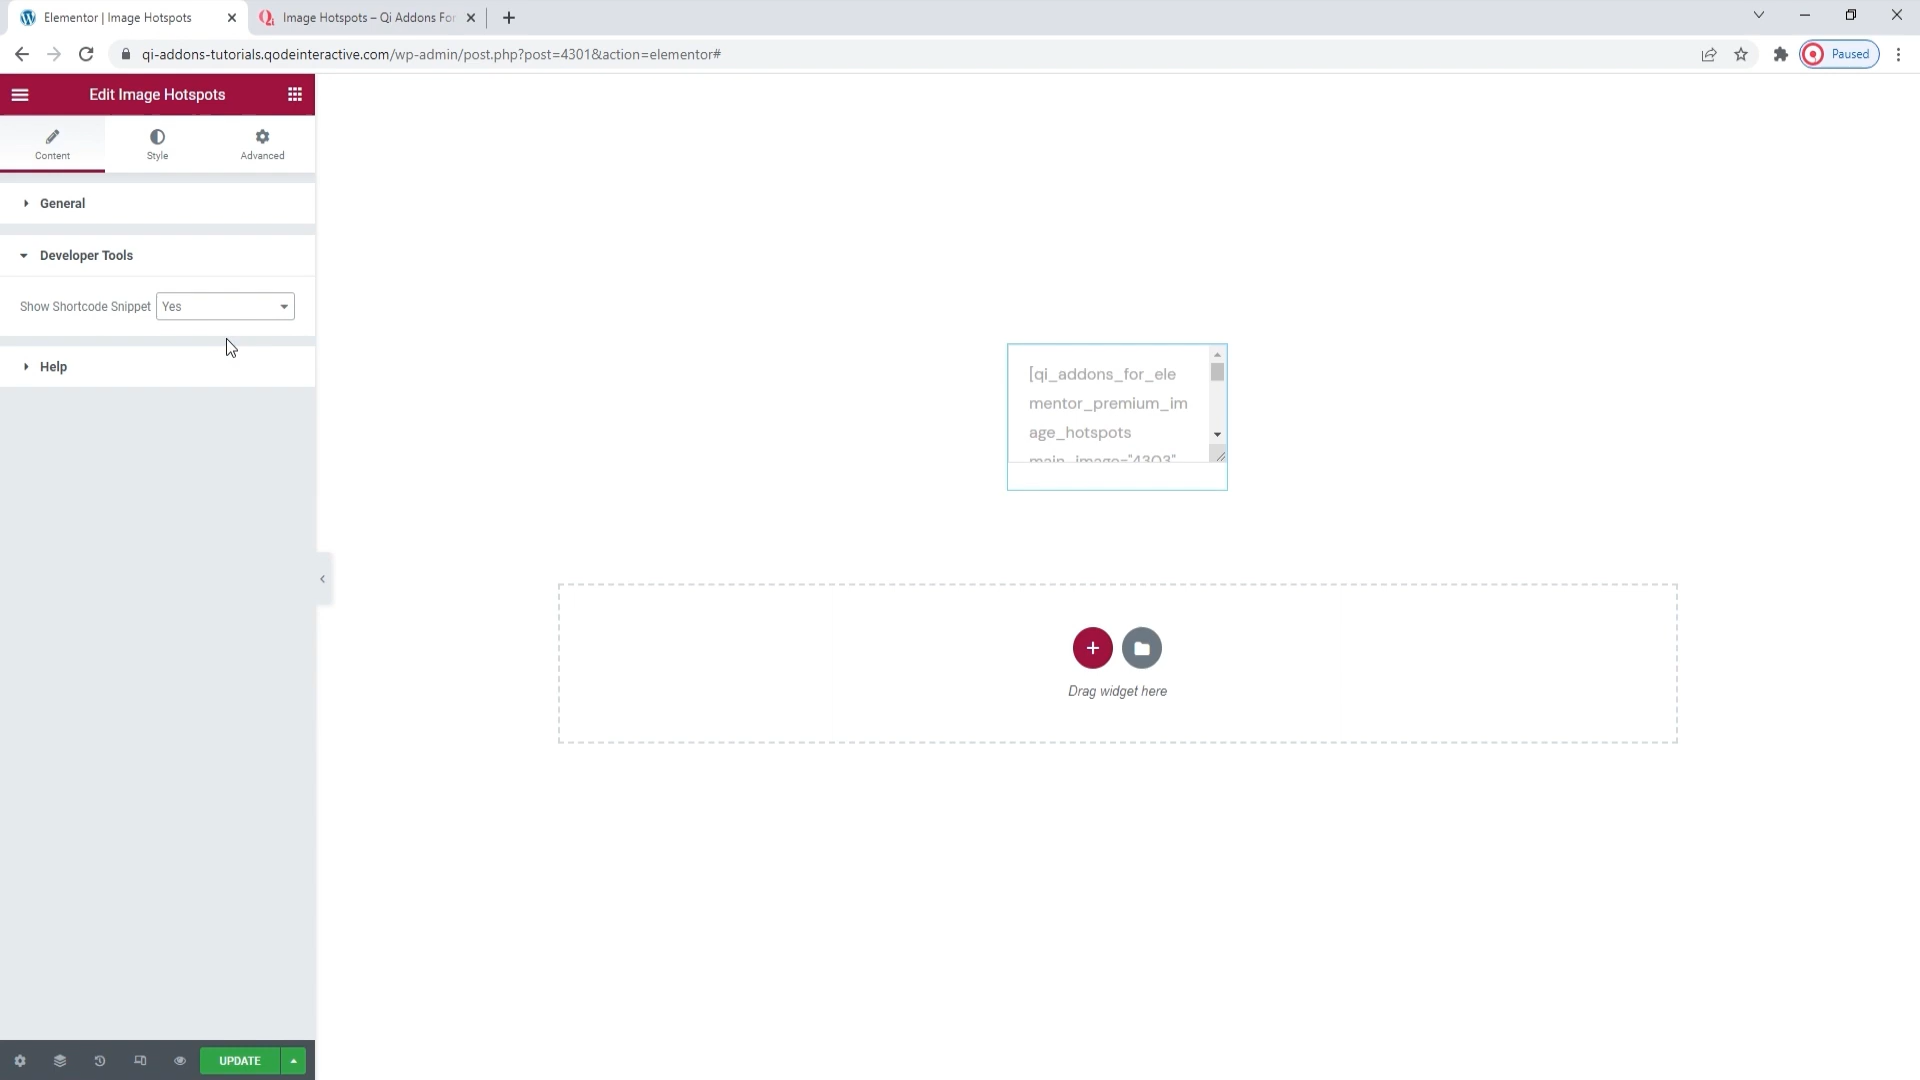 Elementor | Image Hotspots
Image Hotspots – Qi Addons For
qi-addons-tutorials.qodeinteractive.com/wp-admin/post.php?post=4301&action=elementor#
Paused
Edit Image Hotspots
Content
Style
Advanced
General
Developer Tools
Show Shortcode Snippet
Yes
Help
[qi_addons_for_ele
mentor_premium_im
age_hotspots
main_image="4303"
Drag widget here
UPDATE